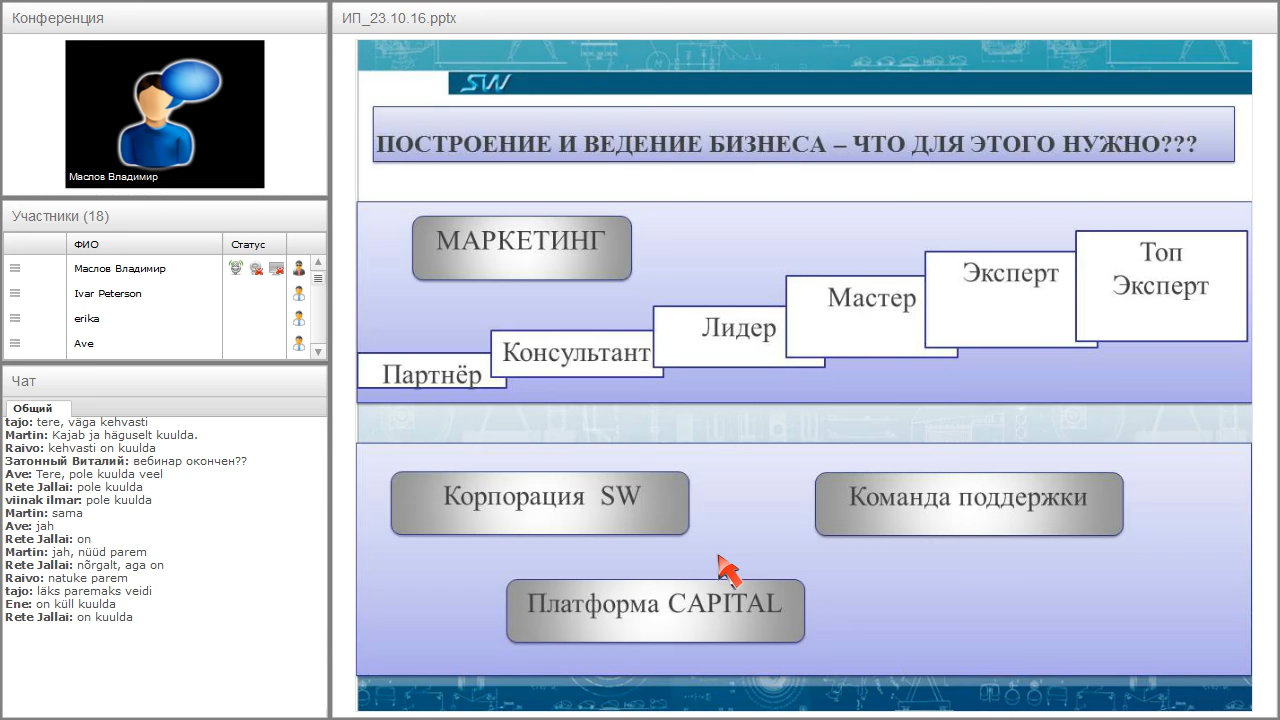 Конференция
Маслов Владимир
Участники (18)
ФИО
Статус
Маслов Владимир
Ivar Peterson
erika
Ave
Чат
Общий
tajo: tere, väga kehvasti
Martin: Kajab ja häguselt kuulda.
Raivo: kehvasti on kuulda
Затонный Виталий: вебинар окончен??
Ave: Tere, pole kuulda veel
Rete Jallai: pole kuulda
viinak ilmar: pole kuulda
Martin: sama
Ave: jah
Rete Jallai: on
Martin: jah, nüüd parem
Rete Jallai: nõrgalt, aga on
Raivo: natuke parem
tajo: läks paremaks veidi
Ene: on küll kuulda
Rete Jallai: on kuulda
ИП_23.10.16.pptx
SW
ПОСТРОЕНИЕ И ВЕДЕНИЕ БИЗНЕСА – ЧТО ДЛЯ ЭТОГО НУЖНО???
МАРКЕТИНГ
Партнёр
Консультант
Лидер
Мастер
Эксперт
Топ
Эксперт
Корпорация SW
Команда поддержки
Платформа CAPITAL